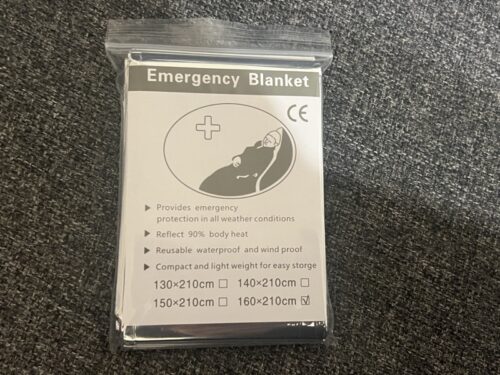 Emergency Blanket
CE
Provides emergency
protection in all weather conditions
Reflect 90% body heat
Reusable waterproof and wind proof
Compact and light weight for easy storge
130×210cm □ 140×210cm □
150×210cm □ 160×210cm ☑